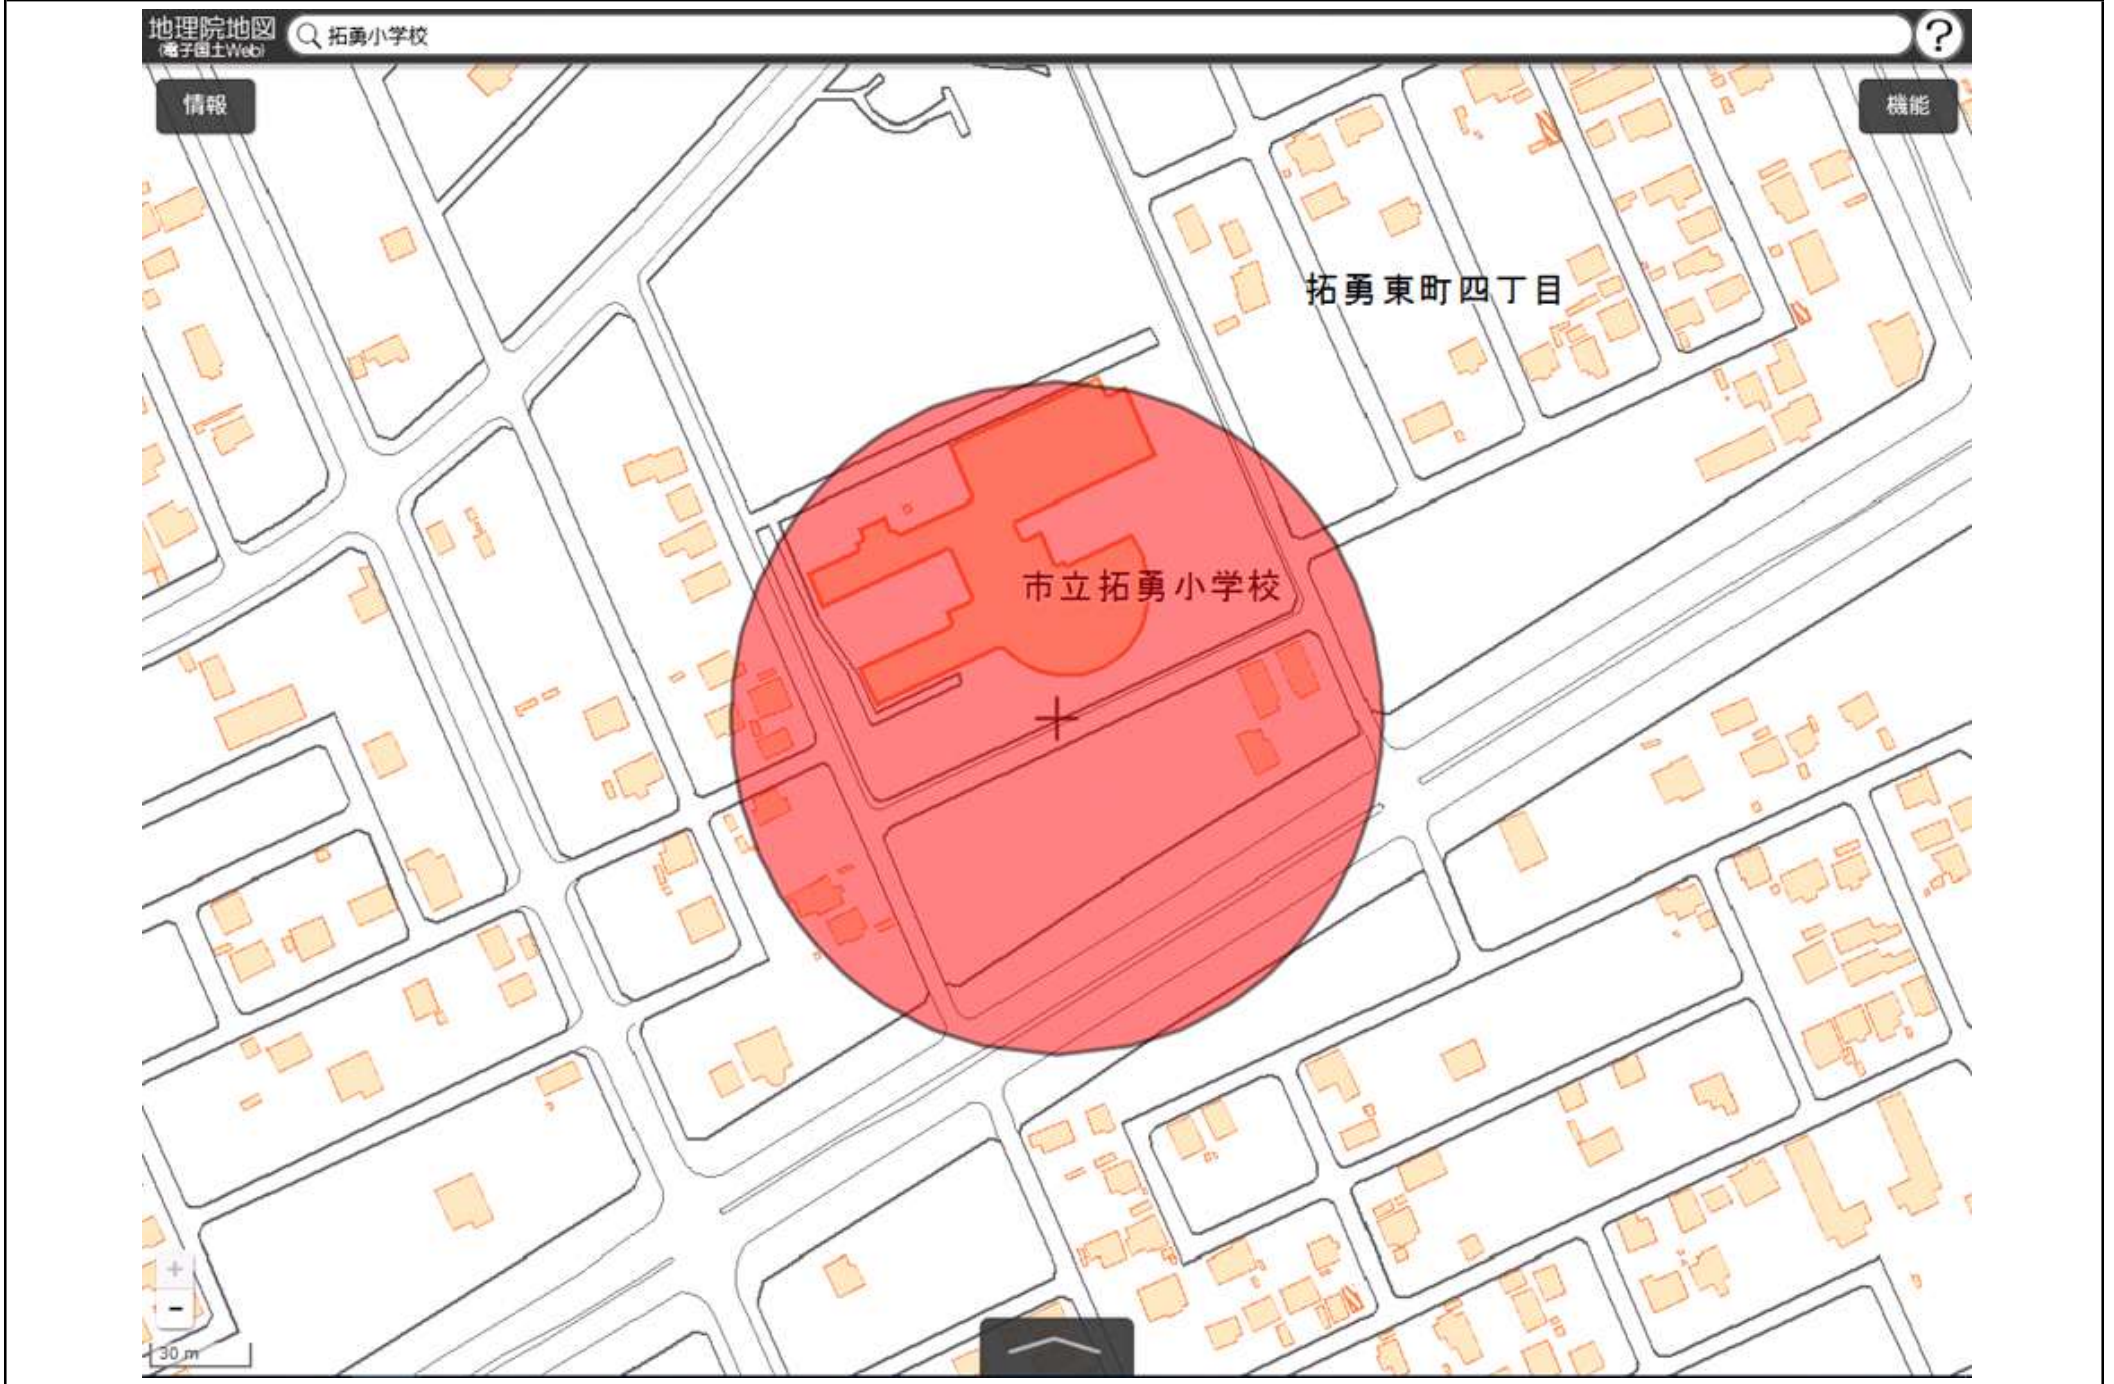 地理院地図
(電子国土Web)
拓勇小学校
?
情報
機能
拓勇東町四丁目
市立拓勇小学校
+
-
30 m